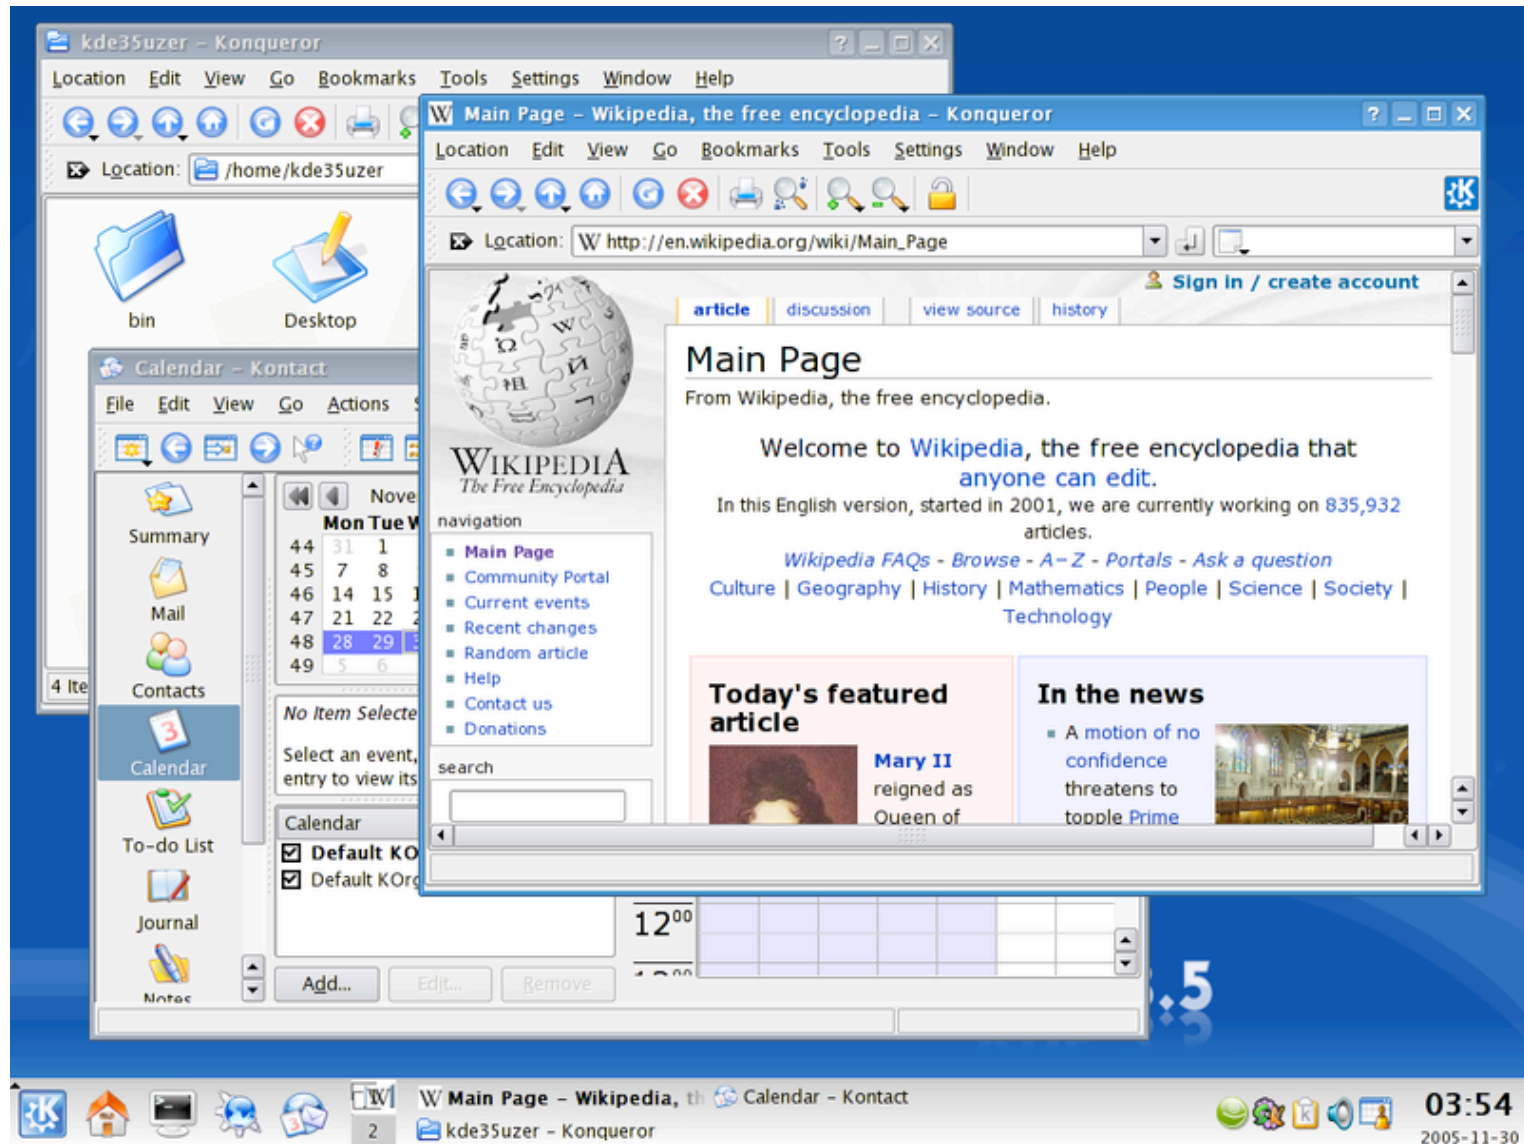 kde35uzer – Konqueror
Location Edit View Go Bookmarks Tools Settings Window Help
Location: /home/kde35uzer
bin
Desktop
4 Ite
Main Page – Wikipedia, the free encyclopedia – Konqueror
Location Edit View Go Bookmarks Tools Settings Window Help
Location: W http://en.wikipedia.org/wiki/Main_Page
WIKIPEDIA
The Free Encyclopedia
navigation
Main Page
Community Portal
Current events
Recent changes
Random article
Help
Contact us
Donations
search
Sign in / create account
article discussion view source history
Main Page
From Wikipedia, the free encyclopedia.
Welcome to Wikipedia, the free encyclopedia that
anyone can edit.
In this English version, started in 2001, we are currently working on 835,932
articles.
Wikipedia FAQs - Browse - A–Z - Portals - Ask a question
Culture | Geography | History | Mathematics | People | Science | Society |
Technology
Today's featured
article
Mary II
reigned as
Queen of
In the news
A motion of no
confidence
threatens to
topple Prime
Calendar – Kontact
File Edit View Go Actions
Summary
Mail
Contacts
Calendar
To-do List
Journal
Notes
Nove
Mon Tue W
44 31 1
45 7 8
46 14 15 1
47 21 22 2
48 28 29 3
49 5 6
No Item Selecte
Select an event,
entry to view its
Calendar
Default KO
Default KOrg
Add... Edit... Remove
12 00
.5
2
W Main Page – Wikipedia, th
Calendar – Kontact
kde35uzer – Konqueror
03:54
2005-11-30